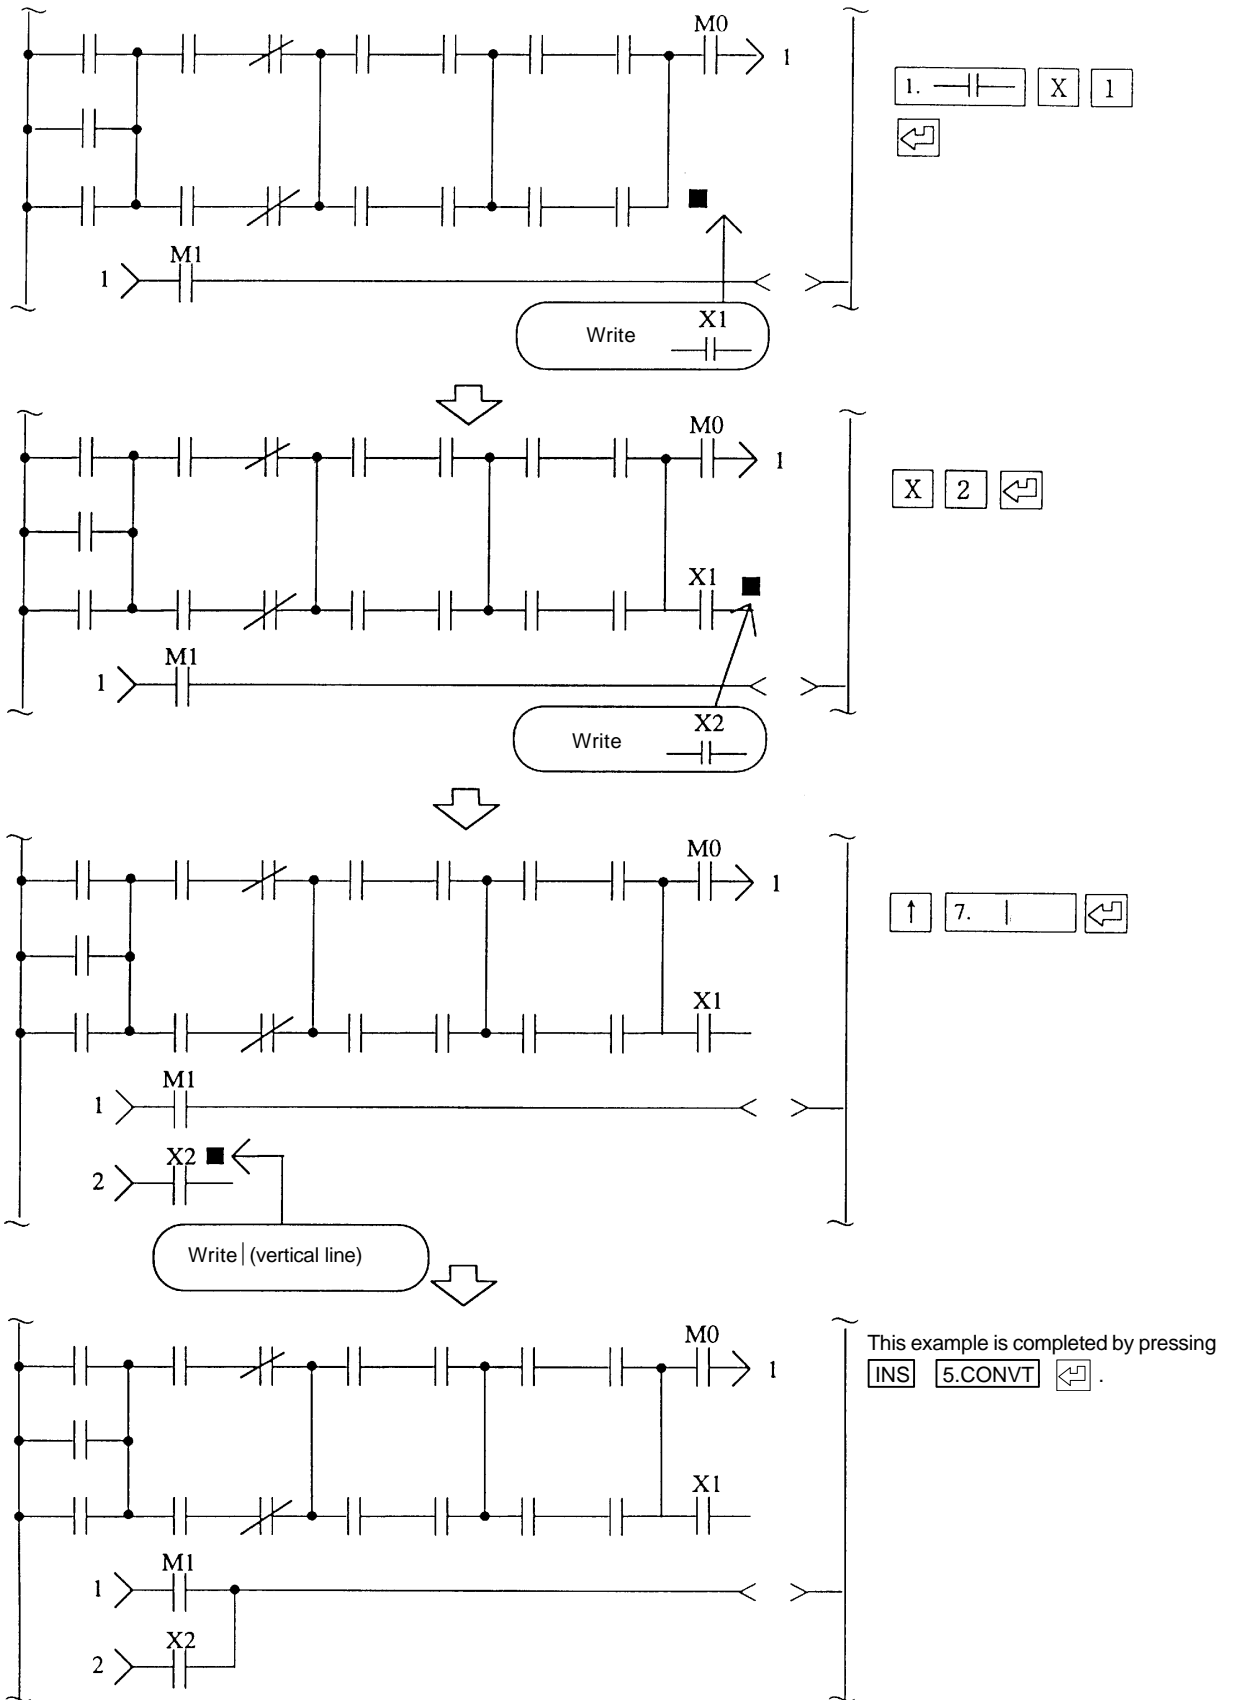 M0
1
1. X 1
M1
1
Write X1
M0
1
X 2
X1
M1
1
Write X2
M0
1
↑ 7. |
X1
M1
1
X2
2
Write | (vertical line)
M0
1
This example is completed by pressing
INS 5.CONVT .
X1
M1
1
X2
2